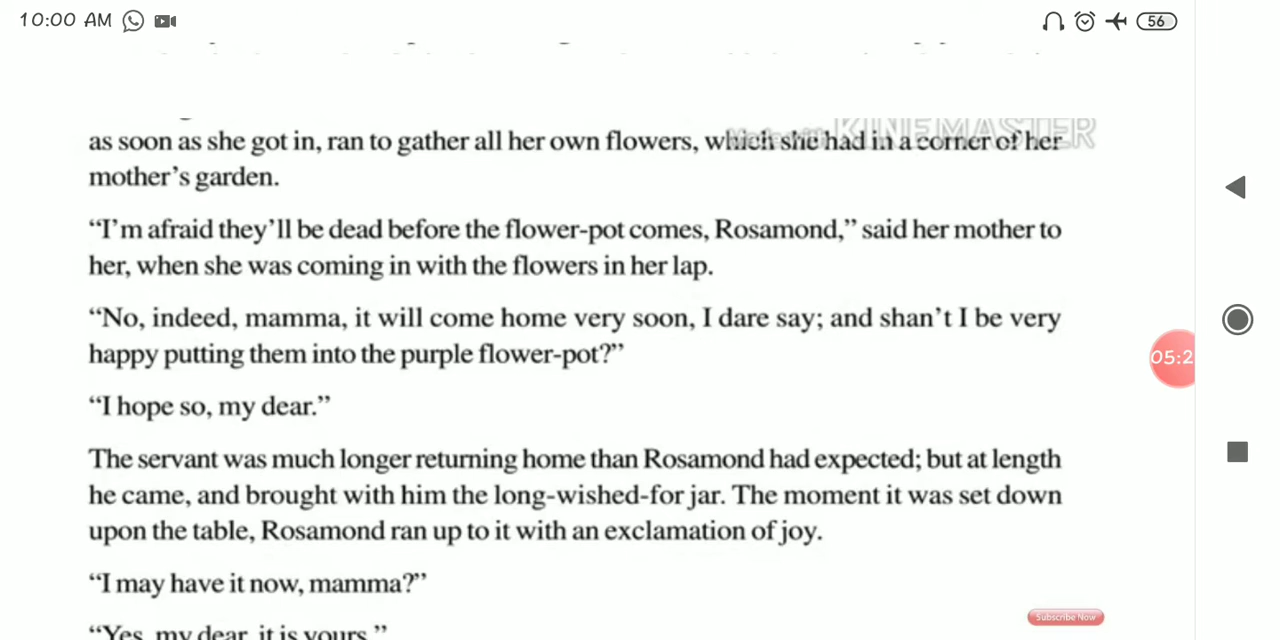 10:00 AM
56
as soon as she got in, ran to gather all her own flowers, which she had in a corner of her
Made with KINEMASTER
mother’s garden.
“I’m afraid they’ll be dead before the flower-pot comes, Rosamond,” said her mother to
her, when she was coming in with the flowers in her lap.
“No, indeed, mamma, it will come home very soon, I dare say; and shan’t I be very
happy putting them into the purple flower-pot?”
05:2
“I hope so, my dear.”
The servant was much longer returning home than Rosamond had expected; but at length
he came, and brought with him the long-wished-for jar. The moment it was set down
upon the table, Rosamond ran up to it with an exclamation of joy.
“I may have it now, mamma?”
Subscribe Now
“Yes, my dear, it is yours.”